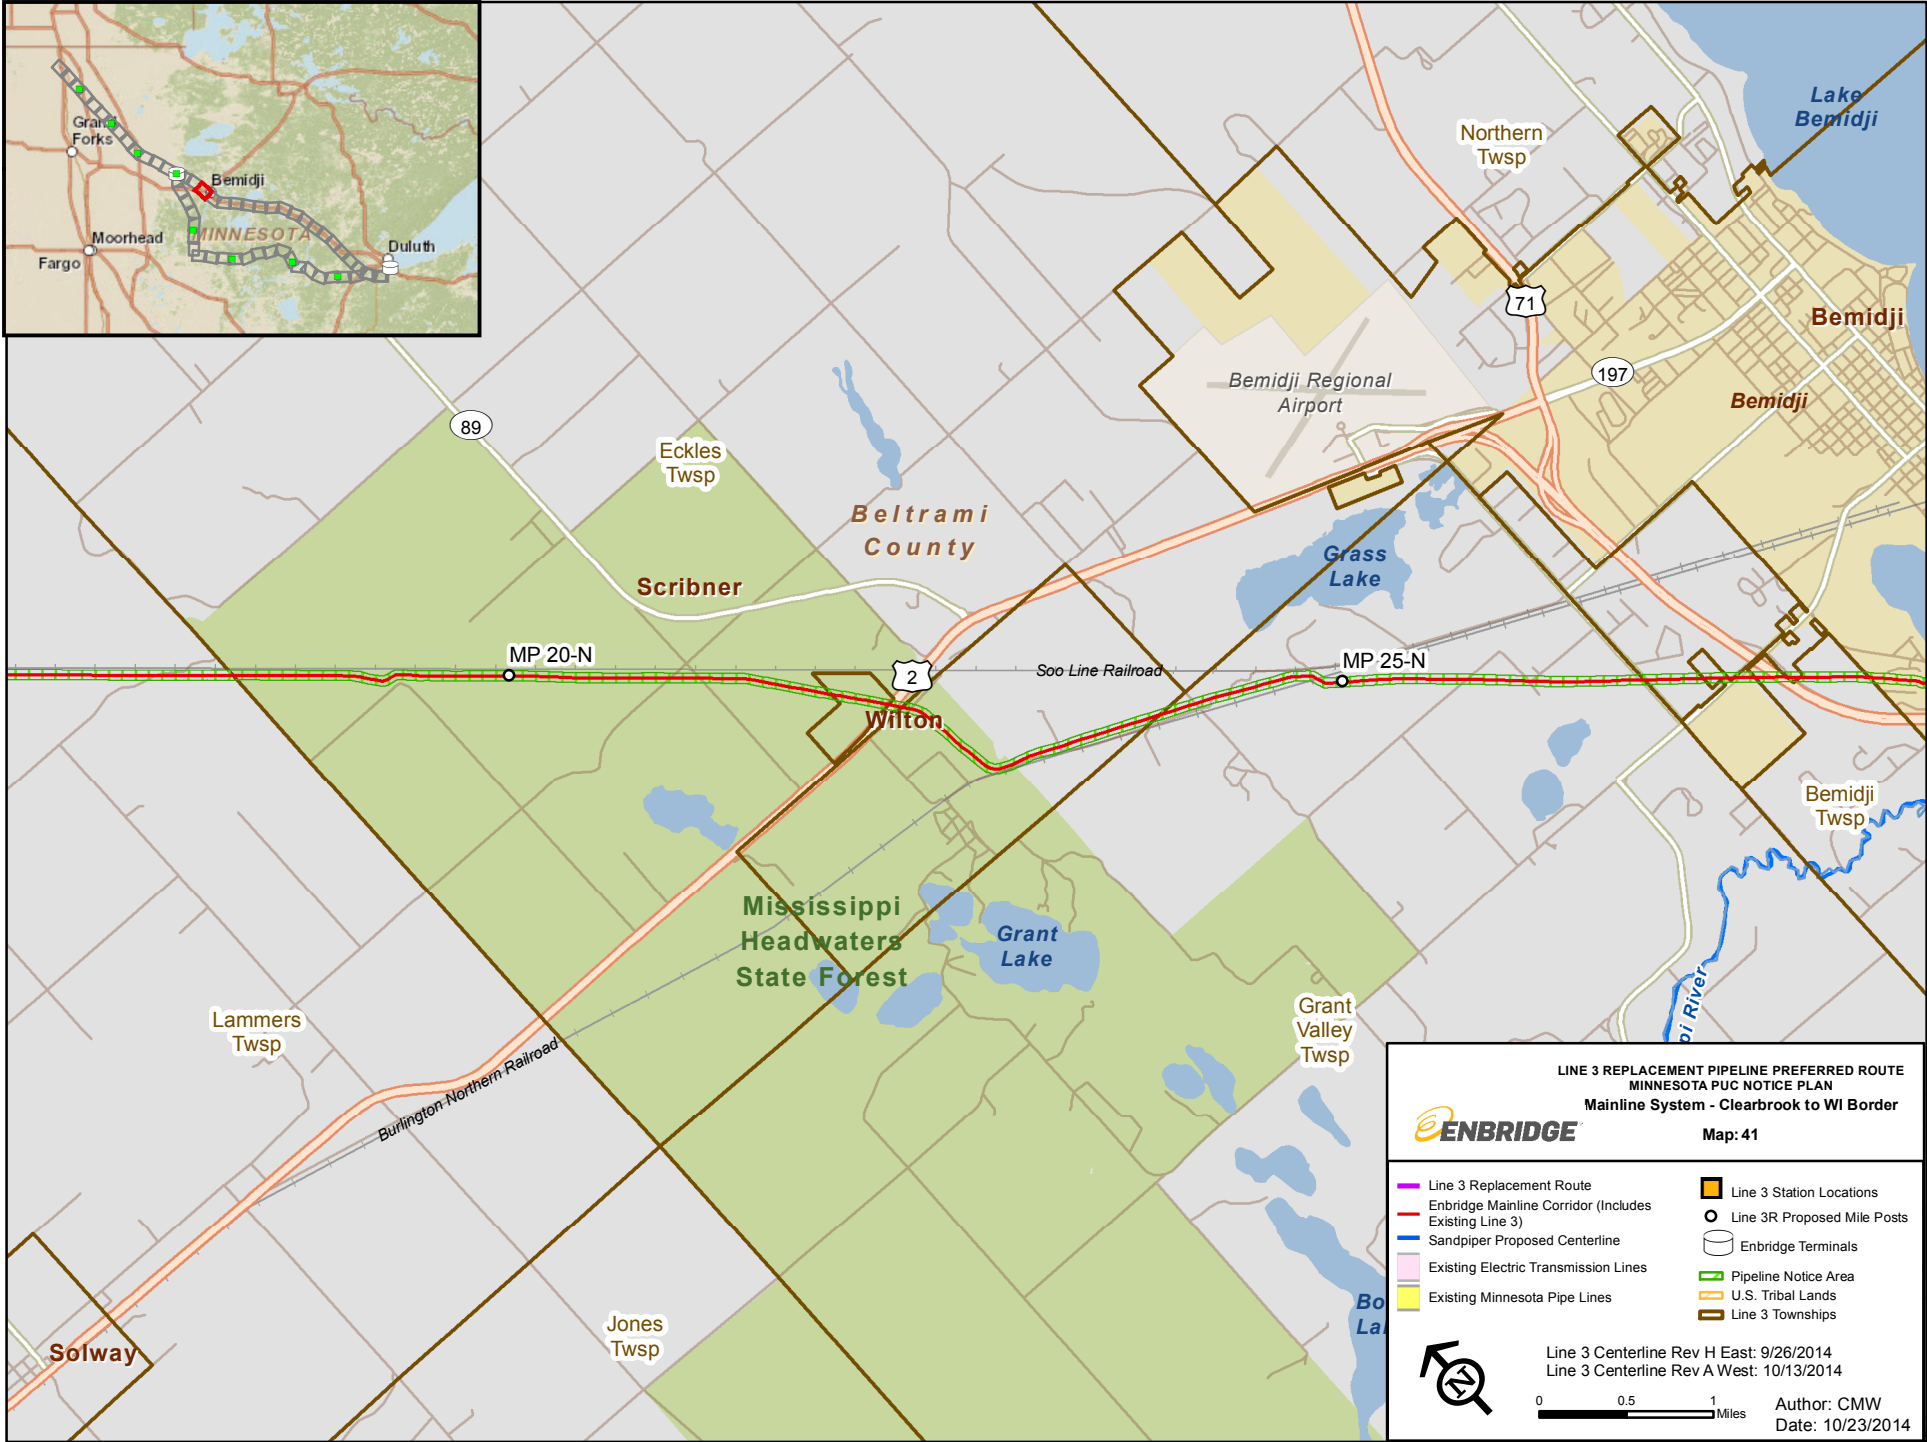 Grand
Forks
Bemidji
MINNESOTA
Moorhead
Fargo
Duluth
Lake
Bemidji
Northern
Twsp
71
Bemidji
197
Bemidji Regional
Airport
Bemidji
89
Eckles
Twsp
Beltrami
County
Grass
Lake
Scribner
MP 20-N
2
Soo Line Railroad
MP 25-N
Wilton
Bemidji
Twsp
Mississippi
Headwaters
State Forest
Grant
Lake
Lammers
Twsp
Grant
Valley
Twsp
pi River
Burlington Northern Railroad
Jones
Twsp
Solway
Bo
La
LINE 3 REPLACEMENT PIPELINE PREFERRED ROUTE
MINNESOTA PUC NOTICE PLAN
Mainline System - Clearbrook to WI Border
ENBRIDGE
Map: 41
Line 3 Replacement Route
Enbridge Mainline Corridor (Includes
Existing Line 3)
Sandpiper Proposed Centerline
Existing Electric Transmission Lines
Existing Minnesota Pipe Lines
Line 3 Station Locations
Line 3R Proposed Mile Posts
Enbridge Terminals
Pipeline Notice Area
U.S. Tribal Lands
Line 3 Townships
N
Line 3 Centerline Rev H East: 9/26/2014
Line 3 Centerline Rev A West: 10/13/2014
0 0.5 1
Miles
Author: CMW
Date: 10/23/2014